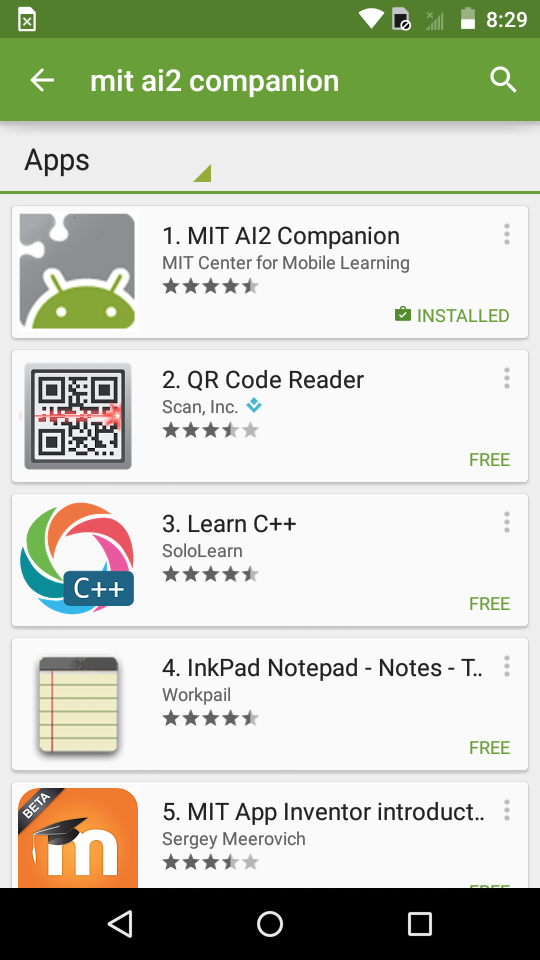 8:29
mit ai2 companion
Apps
1. MIT AI2 Companion
MIT Center for Mobile Learning
INSTALLED
2. QR Code Reader
Scan, Inc.
FREE
C++
3. Learn C++
SoloLearn
FREE
4. InkPad Notepad - Notes - T..
Workpail
FREE
BETA
m
5. MIT App Inventor introduct..
Sergey Meerovich
FREE